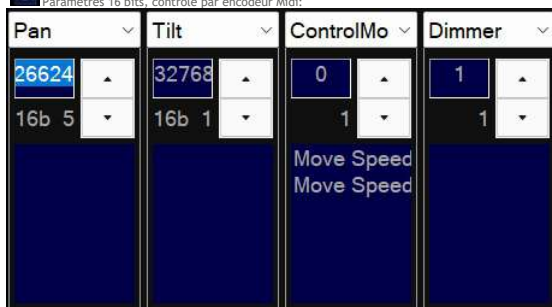 Paramètres 16 bits, contrôle par encodeur Midi:
Pan Tilt ControlMo Dimmer
26624 32768 0 1
16b 5 16b 1 1 1
Move Speed
Move Speed